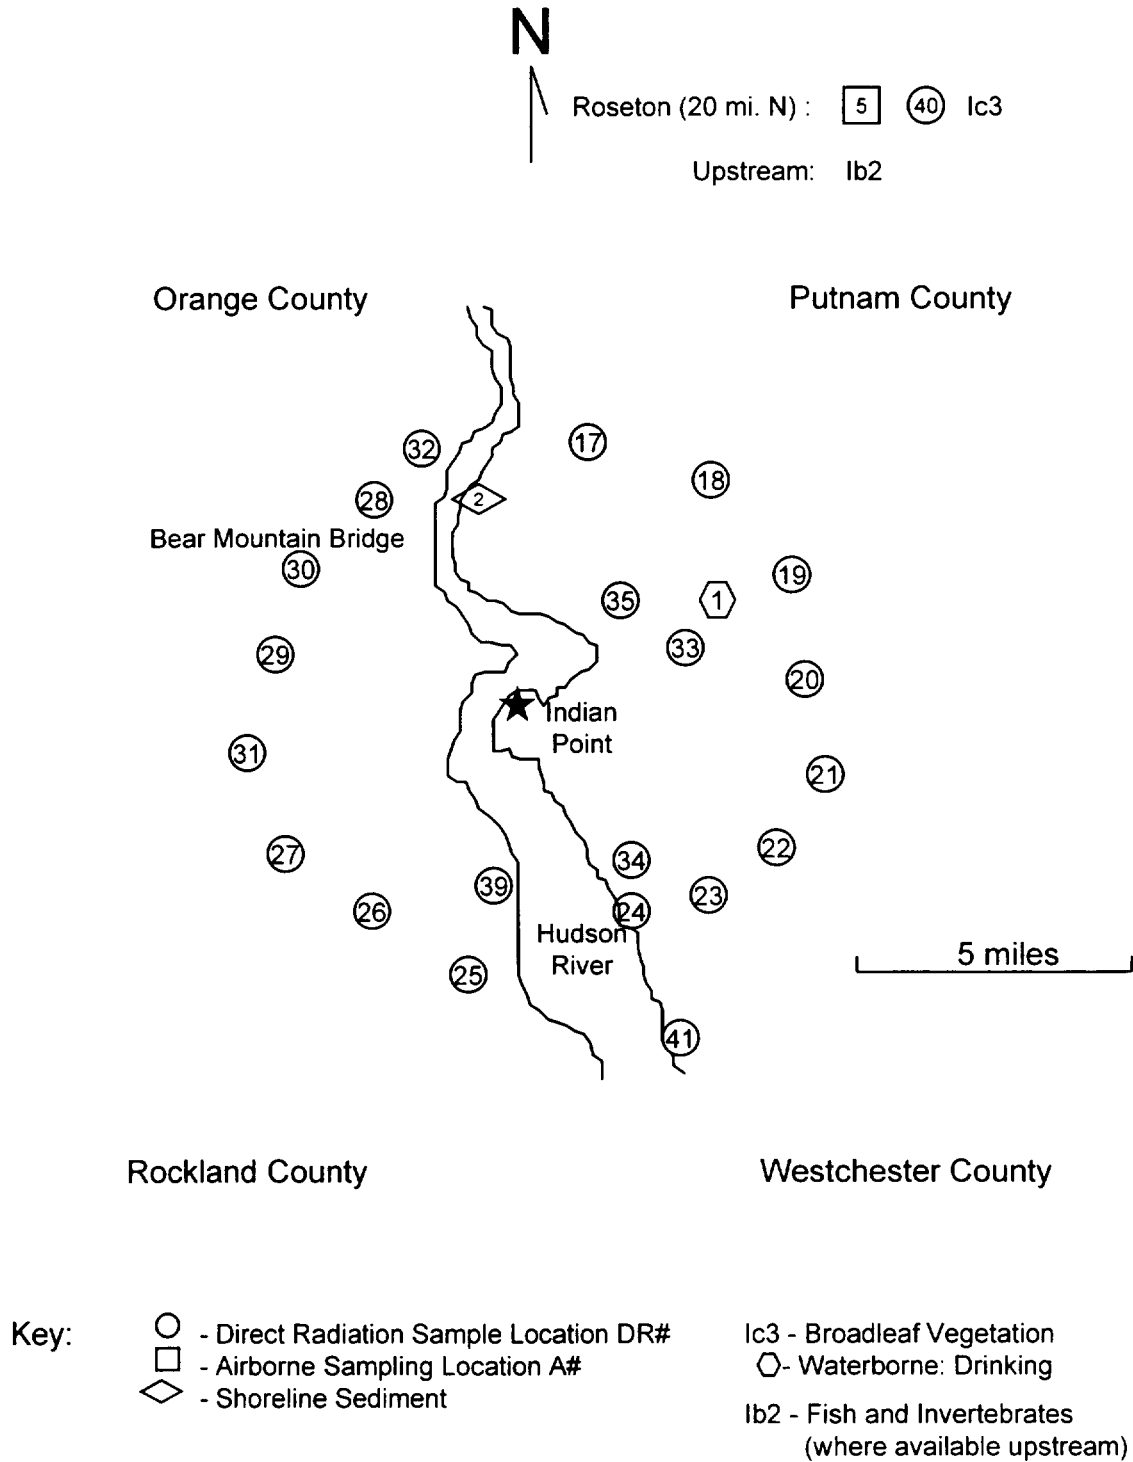 N
Roseton (20 mi. N) : 5 40 Ic3
Upstream: Ib2
Orange County
Putnam County
32
17
18
28
2
Bear Mountain Bridge
30
19
35
1
33
29
20
Indian
Point
31
21
22
27
34
39
23
26
24
Hudson
River
5 miles
25
41
Rockland County
Westchester County
Key:
- Direct Radiation Sample Location DR#
- Airborne Sampling Location A#
- Shoreline Sediment
Ic3 - Broadleaf Vegetation
- Waterborne: Drinking
Ib2 - Fish and Invertebrates
(where available upstream)